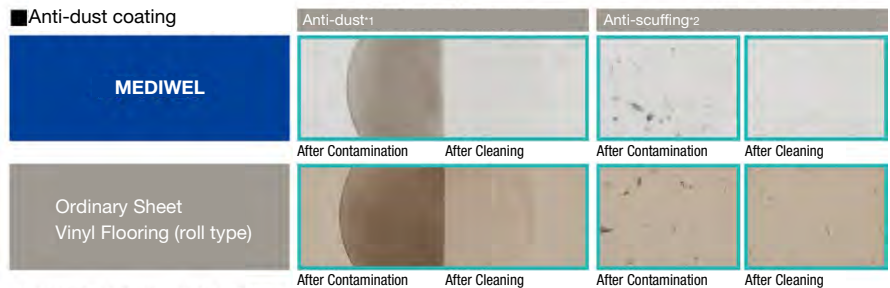 ■Anti-dust coating
Anti-dust*1
Anti-scuffing*2
MEDIWEL
After Contamination
After Cleaning
After Contamination
After Cleaning
Ordinary Sheet
Vinyl Flooring (roll type)
After Contamination
After Cleaning
After Contamination
After Cleaning